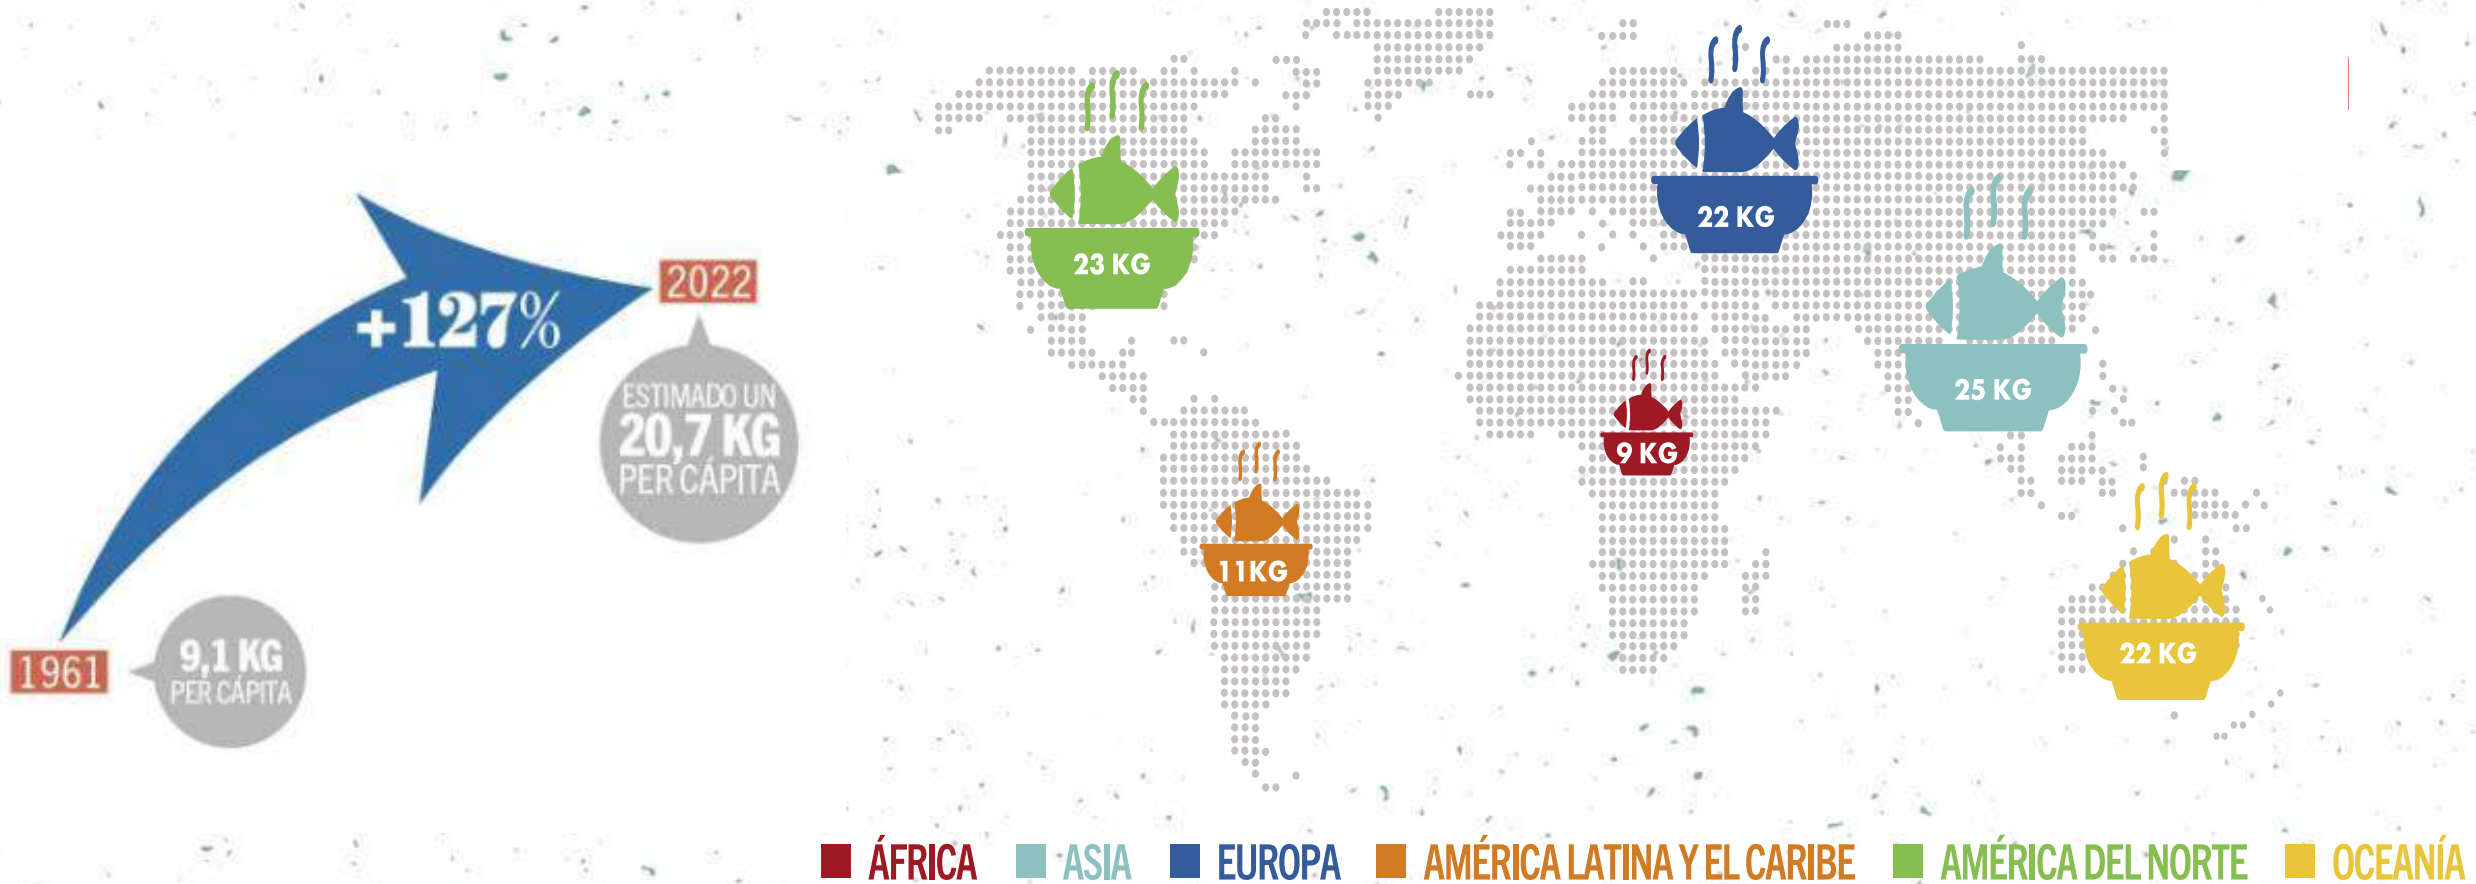 +127%
2022
ESTIMADO UN
20,7 KG
PER CÁPITA
1961
9,1 KG
PER CÁPITA
23 KG
22 KG
25 KG
9 KG
11KG
22 KG
ÁFRICA
ASIA
EUROPA
AMÉRICA LATINA Y EL CARIBE
AMÉRICA DEL NORTE
OCEANÍA